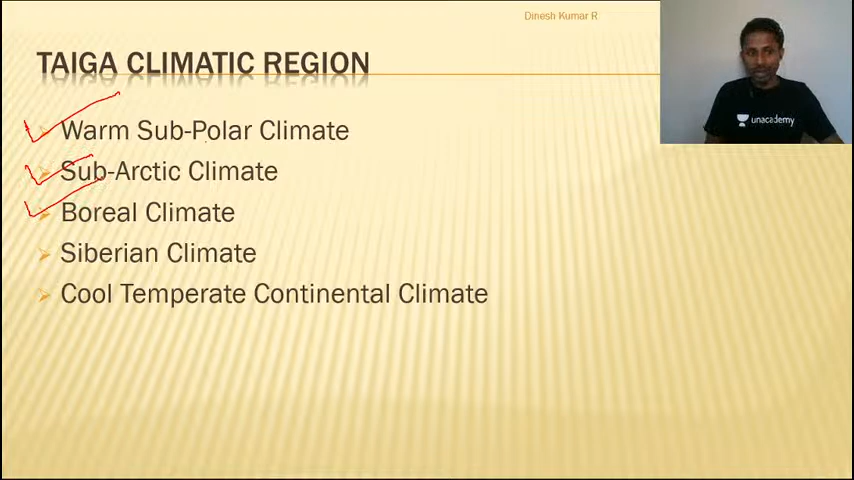 Dinesh Kumar R
TAIGA CLIMATIC REGION
Warm Sub-Polar Climate
Sub-Arctic Climate
Boreal Climate
Siberian Climate
Cool Temperate Continental Climate
unacademy